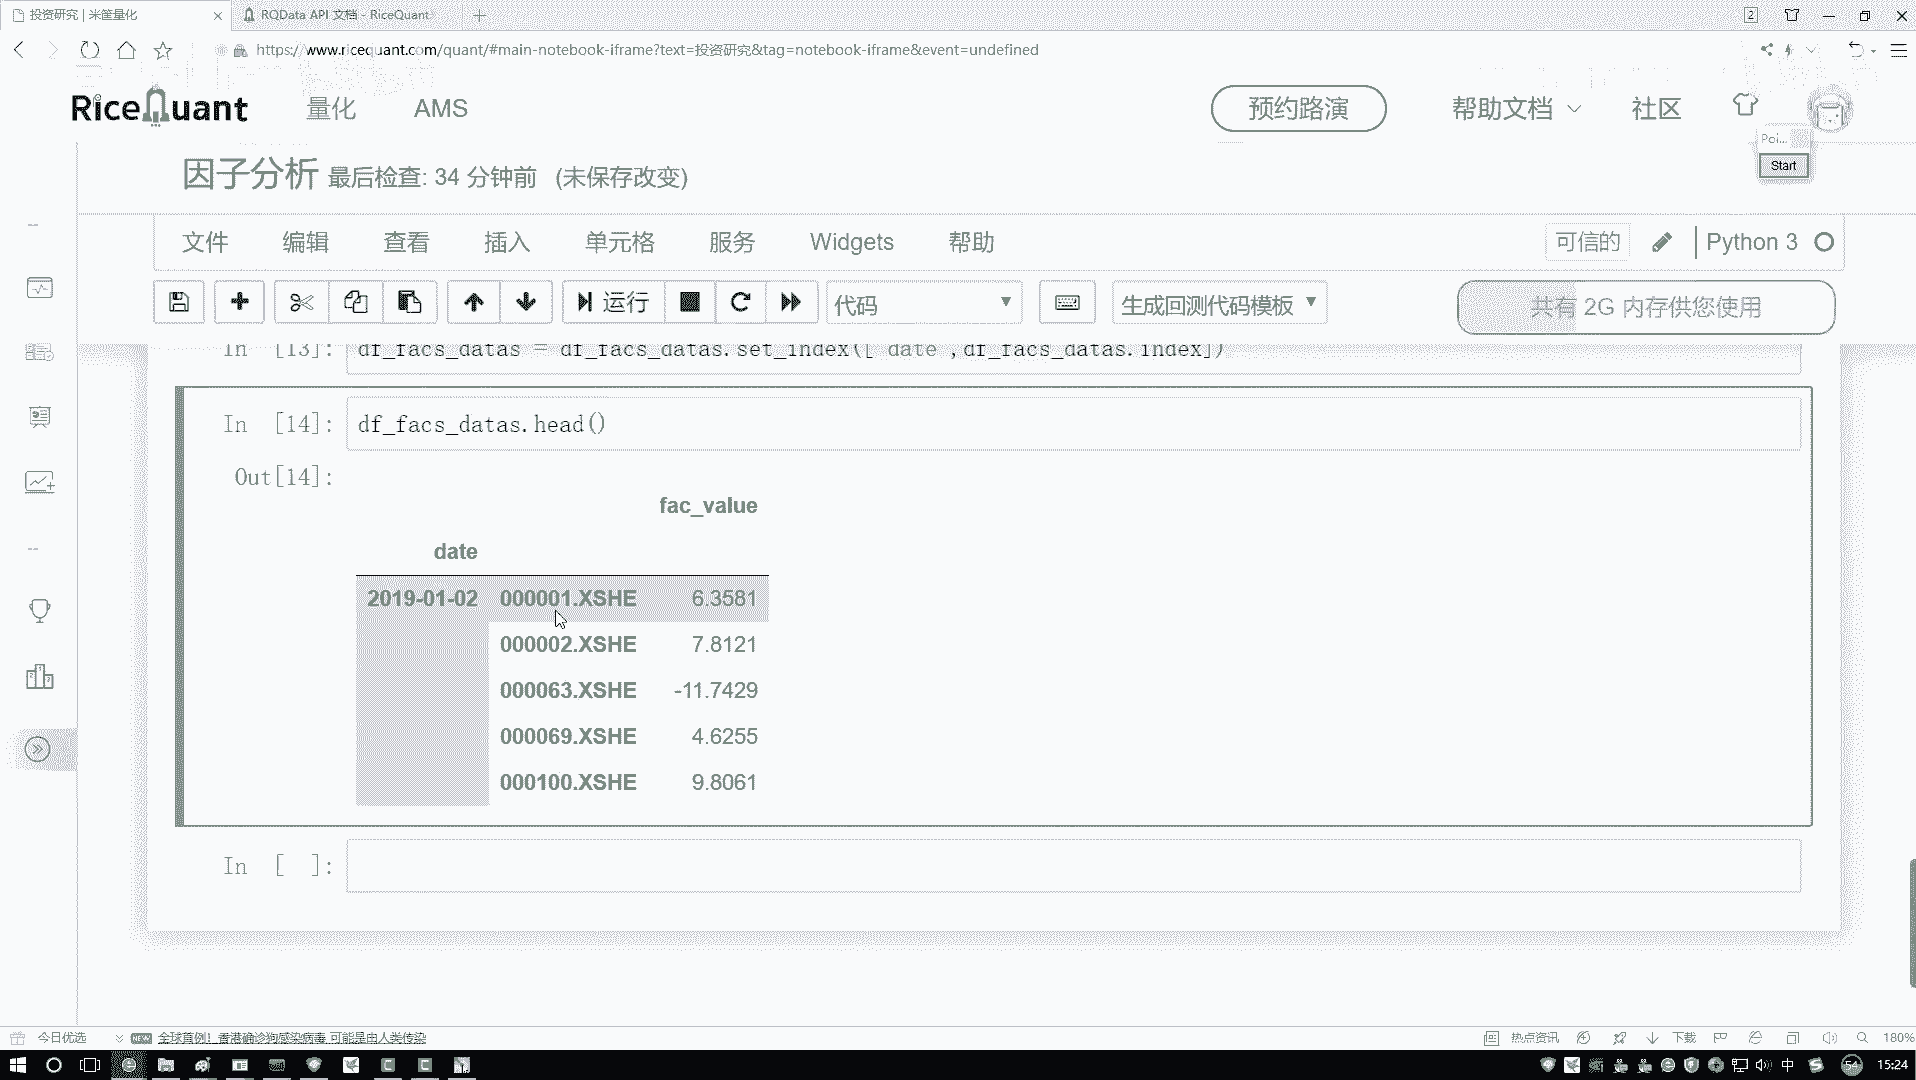 投资研究 | 米筐量化
RQData API 文档 - RiceQuant
2
https://www.ricequant.com/quant/#main-notebook-iframe?text=投资研究&tag=notebook-iframe&event=undefined
RiceQuant 量化 AMS 预约路演 帮助文档 社区
Poi...
Start
因子分析 最后检查: 34 分钟前 (未保存改变)
文件 编辑 查看 插入 单元格 服务 Widgets 帮助 可信的 Python 3
运行 代码 生成回测代码模板 共有 2G 内存供您使用
In [13]: df_facs_datas = df_facs_datas.set_index(['date',df_facs_datas.index])
In [14]: df_facs_datas.head()
Out[14]:
fac_value
date
2019-01-02 000001.XSHE 6.3581
000002.XSHE 7.8121
000063.XSHE -11.7429
000069.XSHE 4.6255
000100.XSHE 9.8061
In [ ]:
今日优选 NEW 全球首例！香港确诊狗感染病毒 可能是由人类传染 热点资讯 下载 180%
中 54 15:24